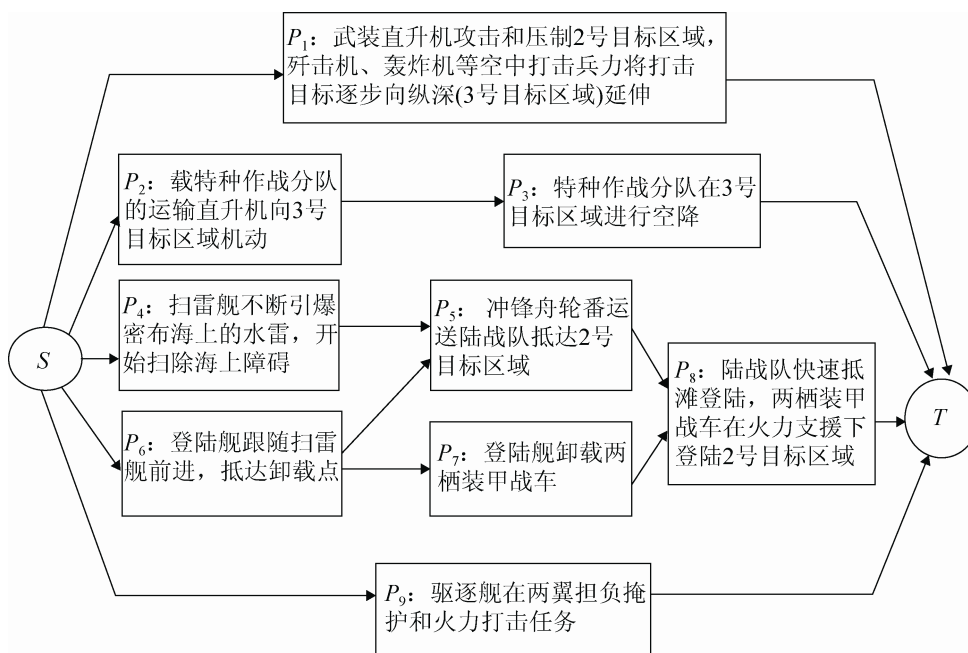 P₁：武装直升机攻击和压制2号目标区域，
歼击机、轰炸机等空中打击兵力将打击
目标逐步向纵深(3号目标区域)延伸
P₂：载特种作战分队
的运输直升机向3号
目标区域机动
P₃：特种作战分队在3号
目标区域进行空降
P₄：扫雷舰不断引爆
密布海上的水雷，开
始扫除海上障碍
P₅：冲锋舟轮番运
送陆战队抵达2号
目标区域
S
P₈：陆战队快速抵
滩登陆，两栖装甲
战车在火力支援下
登陆2号目标区域
T
P₆：登陆舰跟随扫雷
舰前进，抵达卸载点
P₇：登陆舰卸载两
栖装甲战车
P₉：驱逐舰在两翼担负掩
护和火力打击任务